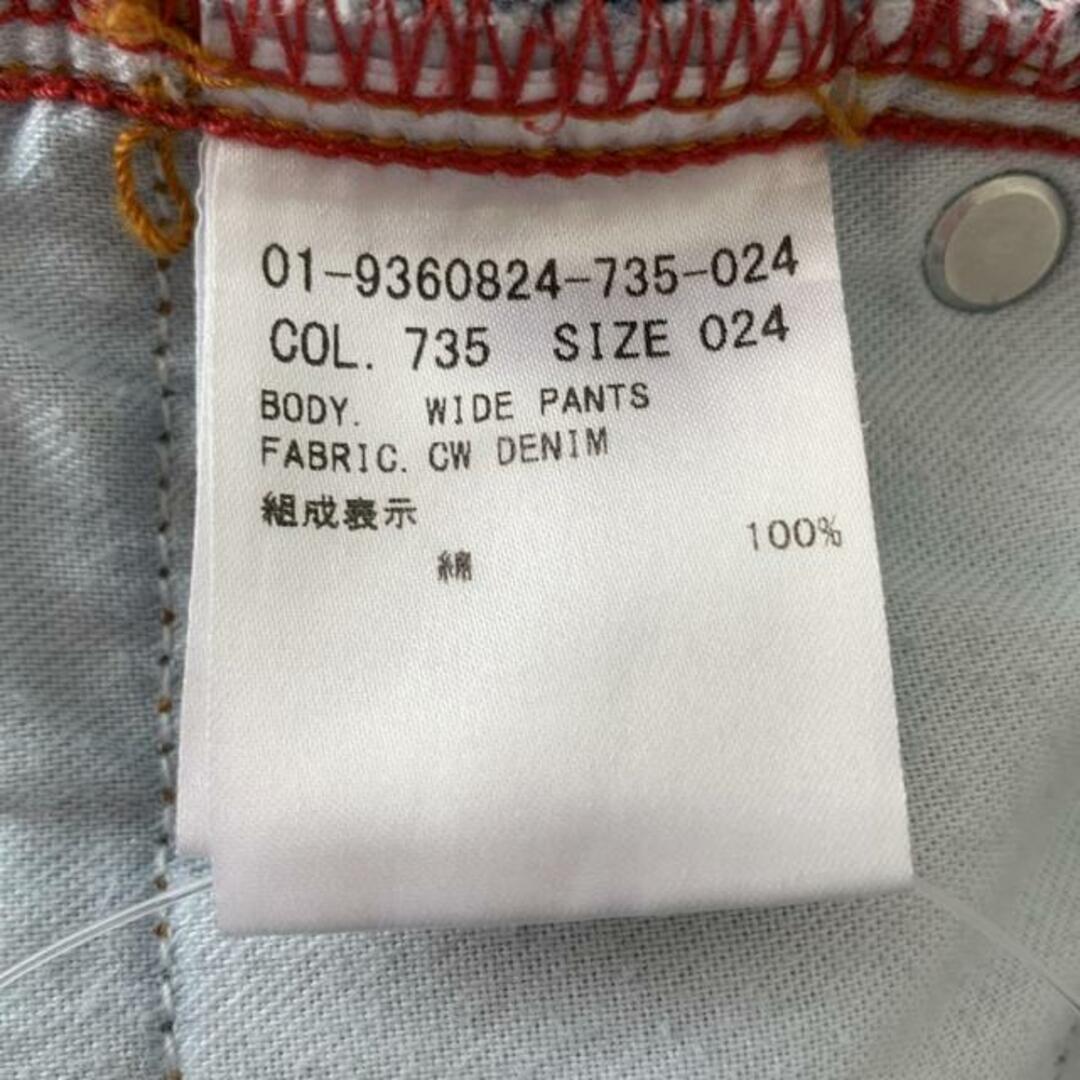 01-9360824-735-024
COL. 735 SIZE 024
BODY. WIDE PANTS
FABRIC. CW DENIM
組成表示
綿 100%